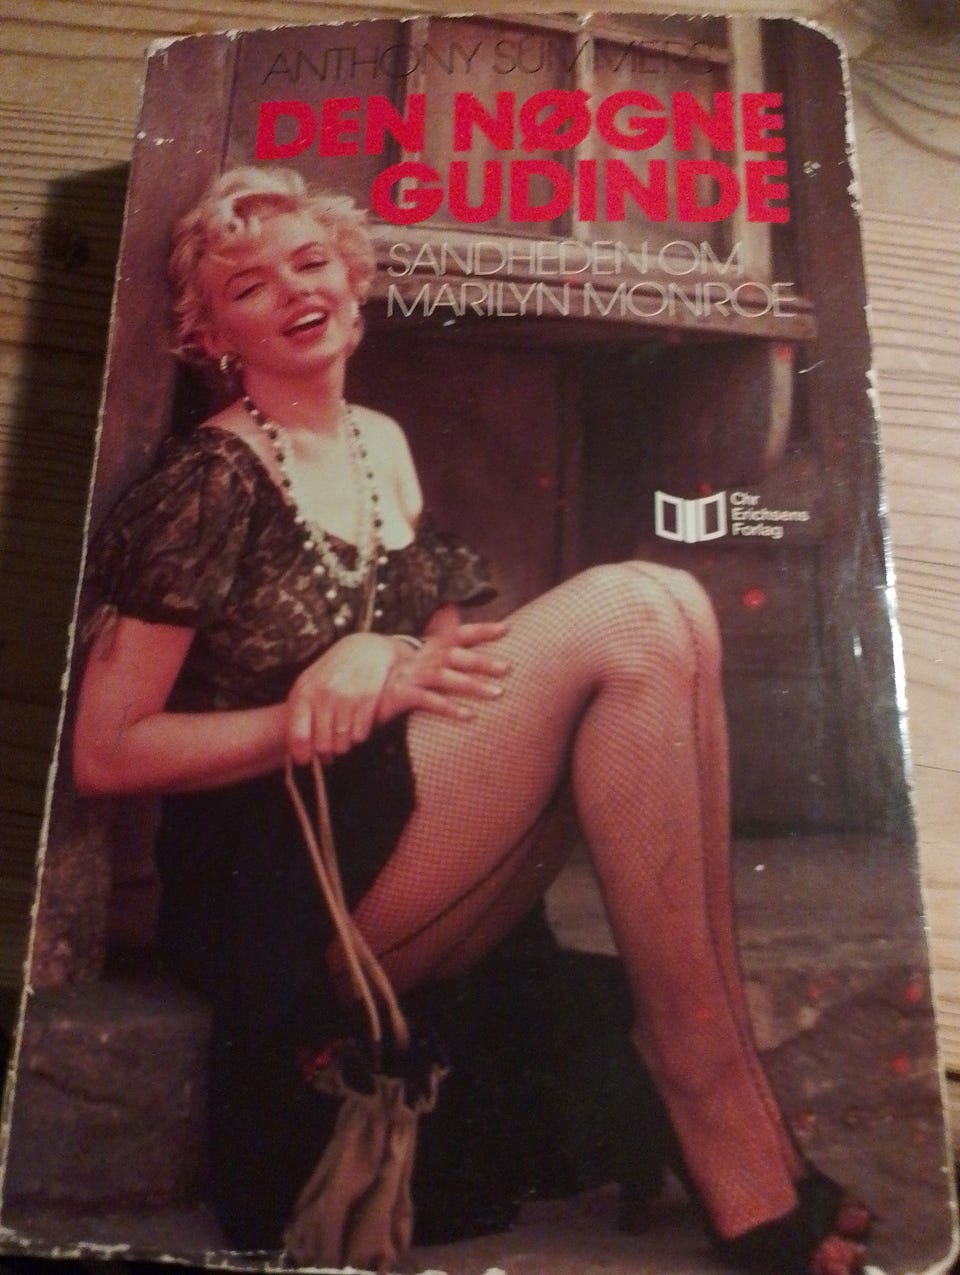 ANTHONY SUMMERS
DEN NØGNE
GUDINDE
SANDHEDEN OM
MARILYN MONROE
Chr
Erichsens
Forlag